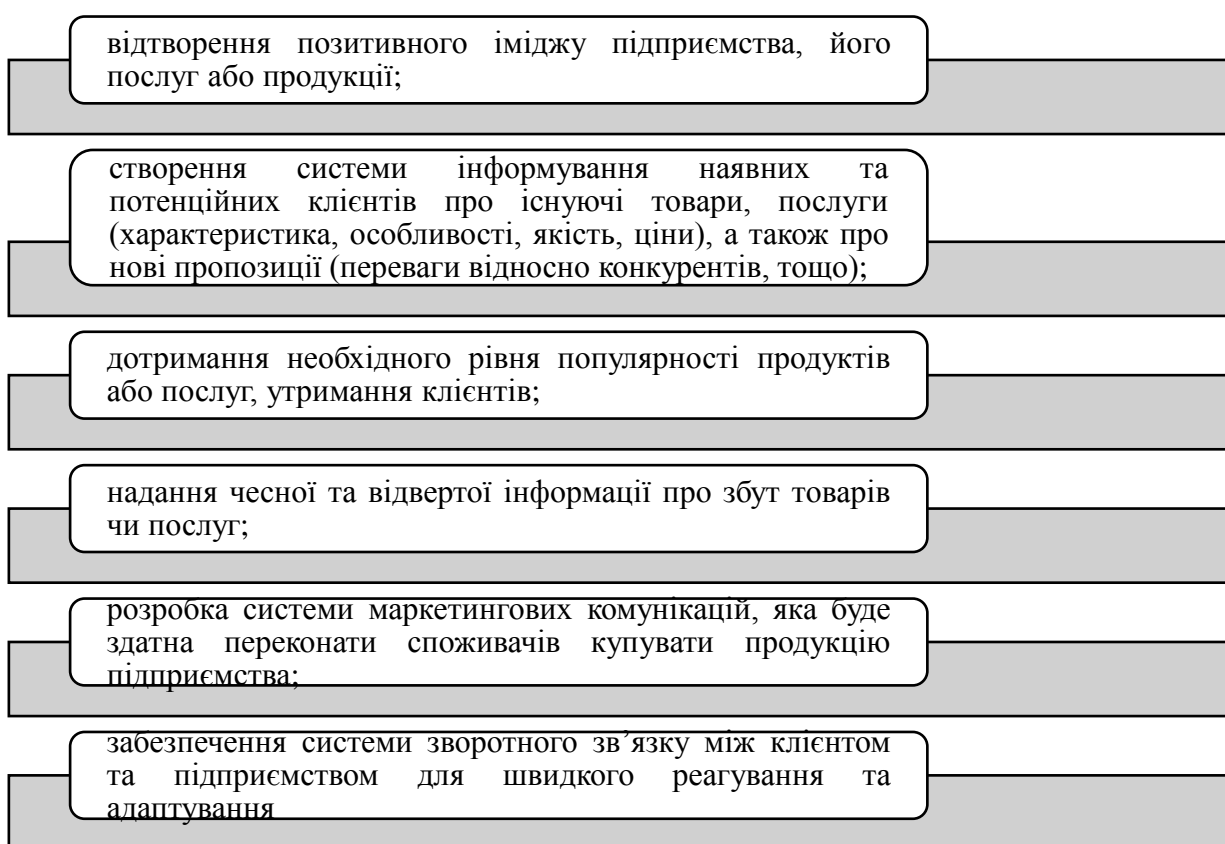 відтворення позитивного іміджу підприємства, його
послуг або продукції;
створення системи інформування наявних та
потенційних клієнтів про існуючі товари, послуги
(характеристика, особливості, якість, ціни), а також про
нові пропозиції (переваги відносно конкурентів, тощо);
дотримання необхідного рівня популярності продуктів
або послуг, утримання клієнтів;
надання чесної та відвертої інформації про збут товарів
чи послуг;
розробка системи маркетингових комунікацій, яка буде
здатна переконати споживачів купувати продукцію
підприємства;
забезпечення системи зворотного зв’язку між клієнтом
та підприємством для швидкого реагування та
адаптування